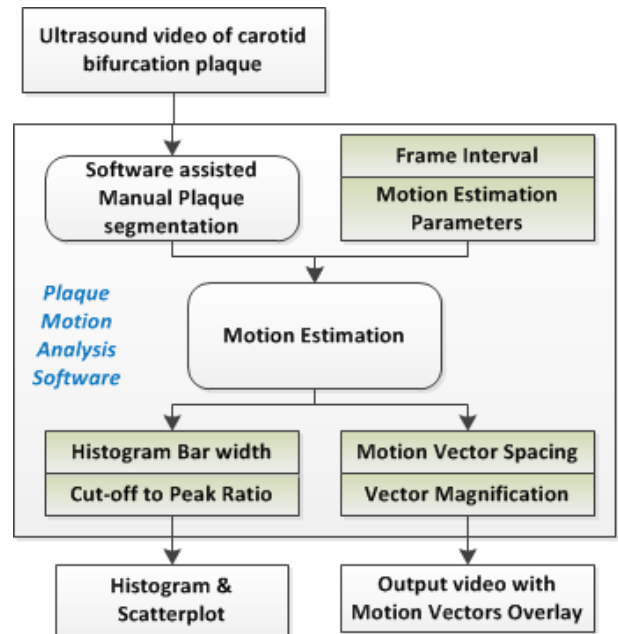 Ultrasound video of carotid
bifurcation plaque
Software assisted
Manual Plaque
segmentation
Frame Interval
Motion Estimation
Parameters
Plaque
Motion
Analysis
Software
Motion Estimation
Histogram Bar width
Cut-off to Peak Ratio
Motion Vector Spacing
Vector Magnification
Histogram &
Scatterplot
Output video with
Motion Vectors Overlay